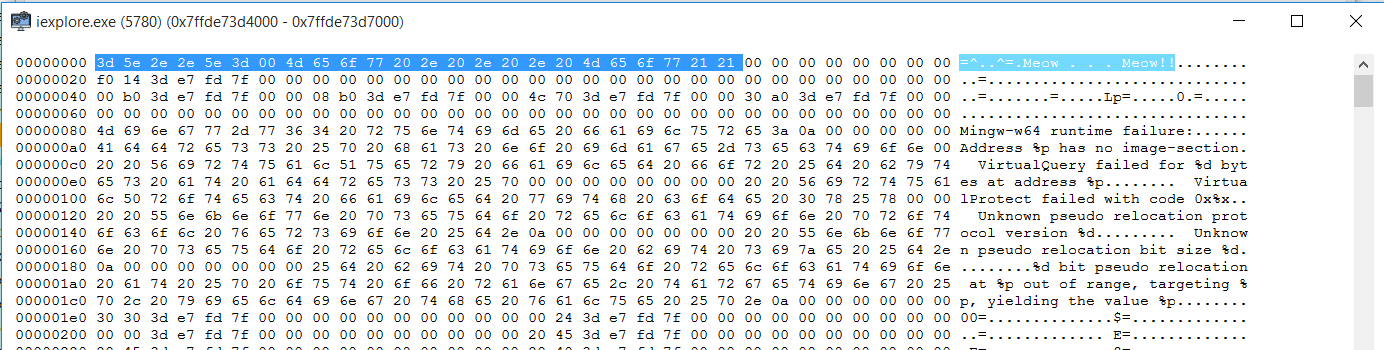 iexplore.exe (5780) (0x7ffde73d4000 - 0x7ffde73d7000)
00000000 3d 5e 2e 2e 5e 3d 00 4d 65 6f 77 20 2e 20 2e 20 2e 20 4d 65 6f 77 21 21 00 00 00 00 00 00 00 00 =^..^=.Meow . . . Meow!!........
00000020 f0 14 3d e7 fd 7f 00 00 00 00 00 00 00 00 00 00 00 00 00 00 00 00 00 00 00 00 00 00 00 00 00 00 ..=.............................
00000040 00 b0 3d e7 fd 7f 00 00 08 b0 3d e7 fd 7f 00 00 4c 70 3d e7 fd 7f 00 00 30 a0 3d e7 fd 7f 00 00 ..=.......=.....Lp=.....0.=.....
00000060 00 00 00 00 00 00 00 00 00 00 00 00 00 00 00 00 00 00 00 00 00 00 00 00 00 00 00 00 00 00 00 00 ................................
00000080 4d 69 6e 67 77 2d 77 36 34 20 72 75 6e 74 69 6d 65 20 66 61 69 6c 75 72 65 3a 0a 00 00 00 00 00 Mingw-w64 runtime failure:......
000000a0 41 64 64 72 65 73 73 20 25 70 20 68 61 73 20 6e 6f 20 69 6d 61 67 65 2d 73 65 63 74 69 6f 6e 00 Address %p has no image-section.
000000c0 20 20 56 69 72 74 75 61 6c 51 75 65 72 79 20 66 61 69 6c 65 64 20 66 6f 72 20 25 64 20 62 79 74 VirtualQuery failed for %d byt
000000e0 65 73 20 61 74 20 61 64 64 72 65 73 73 20 25 70 00 00 00 00 00 00 00 00 20 20 56 69 72 74 75 61 es at address %p........  Virtua
00000100 6c 50 72 6f 74 65 63 74 20 66 61 69 6c 65 64 20 77 69 74 68 20 63 6f 64 65 20 30 78 25 78 00 00 lProtect failed with code 0x%x..
00000120 20 20 55 6e 6b 6e 6f 77 6e 20 70 73 65 75 64 6f 20 72 65 6c 6f 63 61 74 69 6f 6e 20 70 72 6f 74 Unknown pseudo relocation prot
00000140 6f 63 6f 6c 20 76 65 72 73 69 6f 6e 20 25 64 2e 0a 00 00 00 00 00 00 00 20 20 55 6e 6b 6e 6f 77 ocol version %d.........  Unknow
00000160 6e 20 70 73 65 75 64 6f 20 72 65 6c 6f 63 61 74 69 6f 6e 20 62 69 74 20 73 69 7a 65 20 25 64 2e n pseudo relocation bit size %d.
00000180 0a 00 00 00 00 00 00 00 25 64 20 62 69 74 20 70 73 65 75 64 6f 20 72 65 6c 6f 63 61 74 69 6f 6e ........%d bit pseudo relocation
000001a0 20 61 74 20 25 70 20 6f 75 74 20 6f 66 20 72 61 6e 67 65 2c 20 74 61 72 67 65 74 69 6e 67 20 25 at %p out of range, targeting %
000001c0 70 2c 20 79 69 65 6c 64 69 6e 67 20 74 68 65 20 76 61 6c 75 65 20 25 70 2e 0a 00 00 00 00 00 00 p, yielding the value %p........
000001e0 30 30 3d e7 fd 7f 00 00 00 00 00 00 00 00 00 00 00 24 3d e7 fd 7f 00 00 00 00 00 00 00 00 00 00 00=..............$=.............
00000200 00 00 3d e7 fd 7f 00 00 00 00 00 00 00 00 00 00 20 45 3d e7 fd 7f 00 00 00 00 00 00 00 00 00 00 ..=............. E=.............